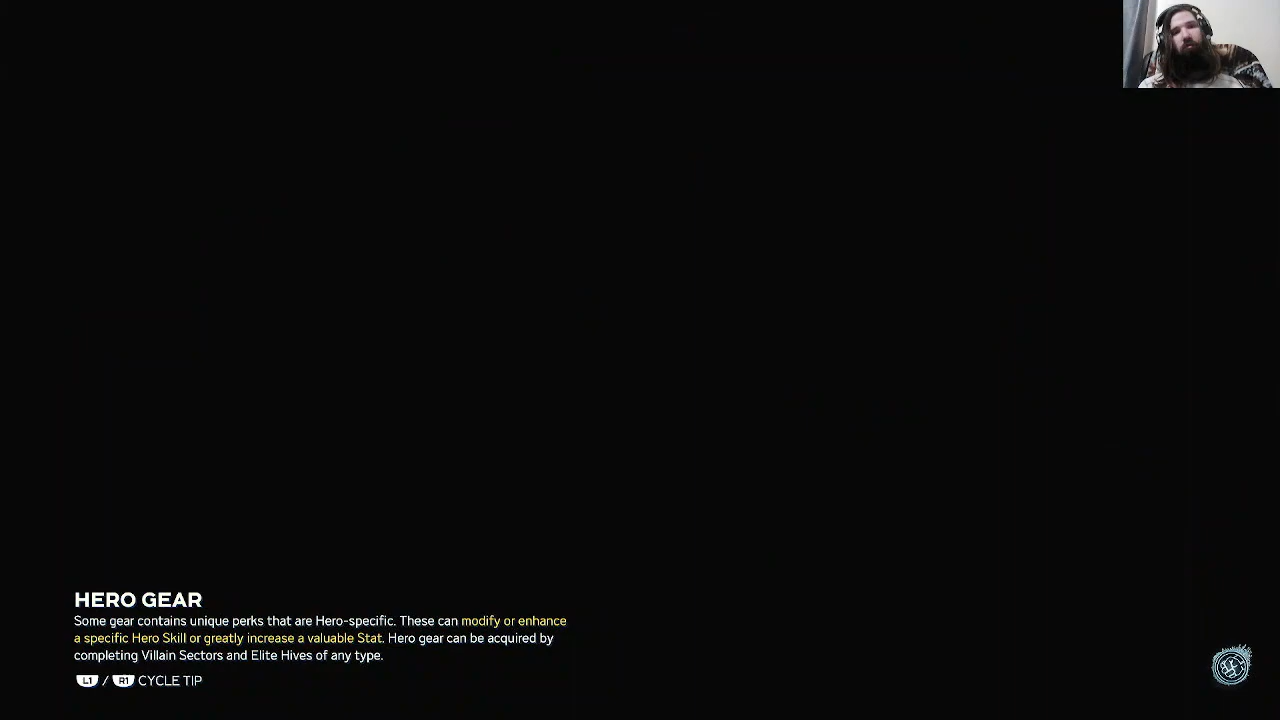 HERO GEAR
Some gear contains unique perks that are Hero-specific. These can modify or enhance
a specific Hero Skill or greatly increase a valuable Stat. Hero gear can be acquired by
completing Villain Sectors and Elite Hives of any type.
L1 / R1 CYCLE TIP